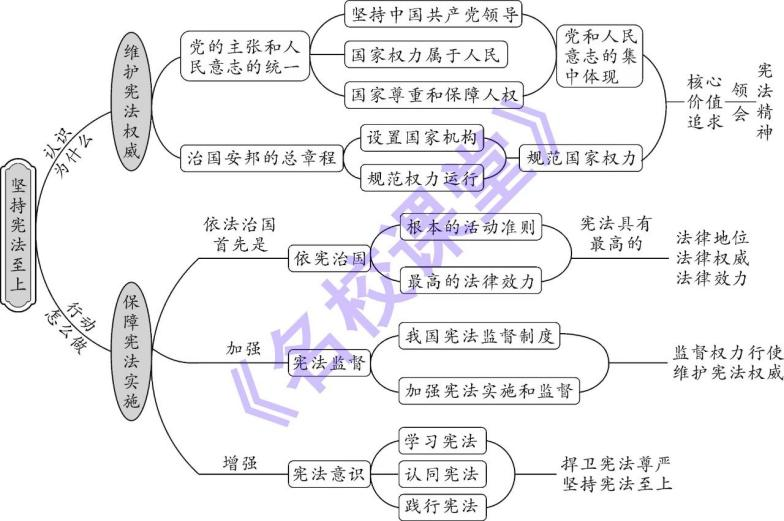 坚持宪法至上
认识
为什么
维护宪法权威
党的主张和人
民意志的统一
坚持中国共产党领导
国家权力属于人民
国家尊重和保障人权
党和人民
意志的集
中体现
治国安邦的总章程
设置国家机构
规范权力运行
规范国家权力
核心
价值
追求
领会
宪法精神
行动
怎么做
保障宪法实施
依法治国
首先是
依宪治国
根本的活动准则
最高的法律效力
宪法具有
最高的
法律地位
法律权威
法律效力
加强
宪法监督
我国宪法监督制度
加强宪法实施和监督
监督权力行使
维护宪法权威
增强
宪法意识
学习宪法
认同宪法
践行宪法
捍卫宪法尊严
坚持宪法至上
《名校课堂》